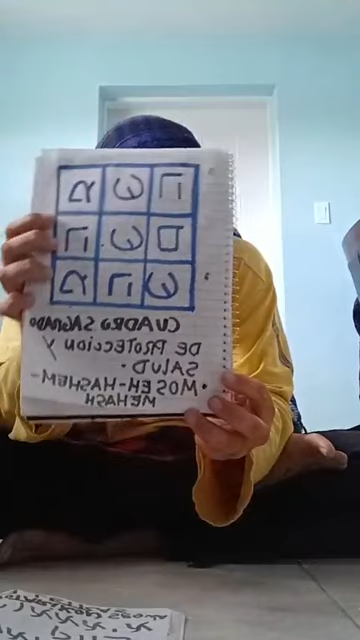 מ ש ה
ה ש ם
מ ה ש
CUADRO SAGRADO
DE PROTECCION Y
SALUD.
• MOSEH-HASHEM-
MEHASH